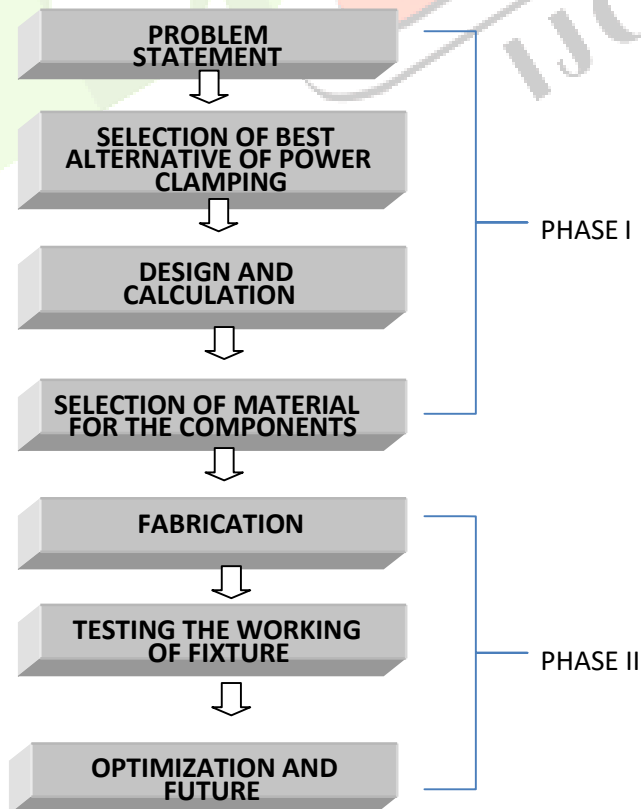 PROBLEM
STATEMENT
SELECTION OF BEST
ALTERNATIVE OF POWER
CLAMPING
PHASE I
DESIGN AND
CALCULATION
SELECTION OF MATERIAL
FOR THE COMPONENTS
FABRICATION
TESTING THE WORKING
OF FIXTURE
PHASE II
OPTIMIZATION AND
FUTURE